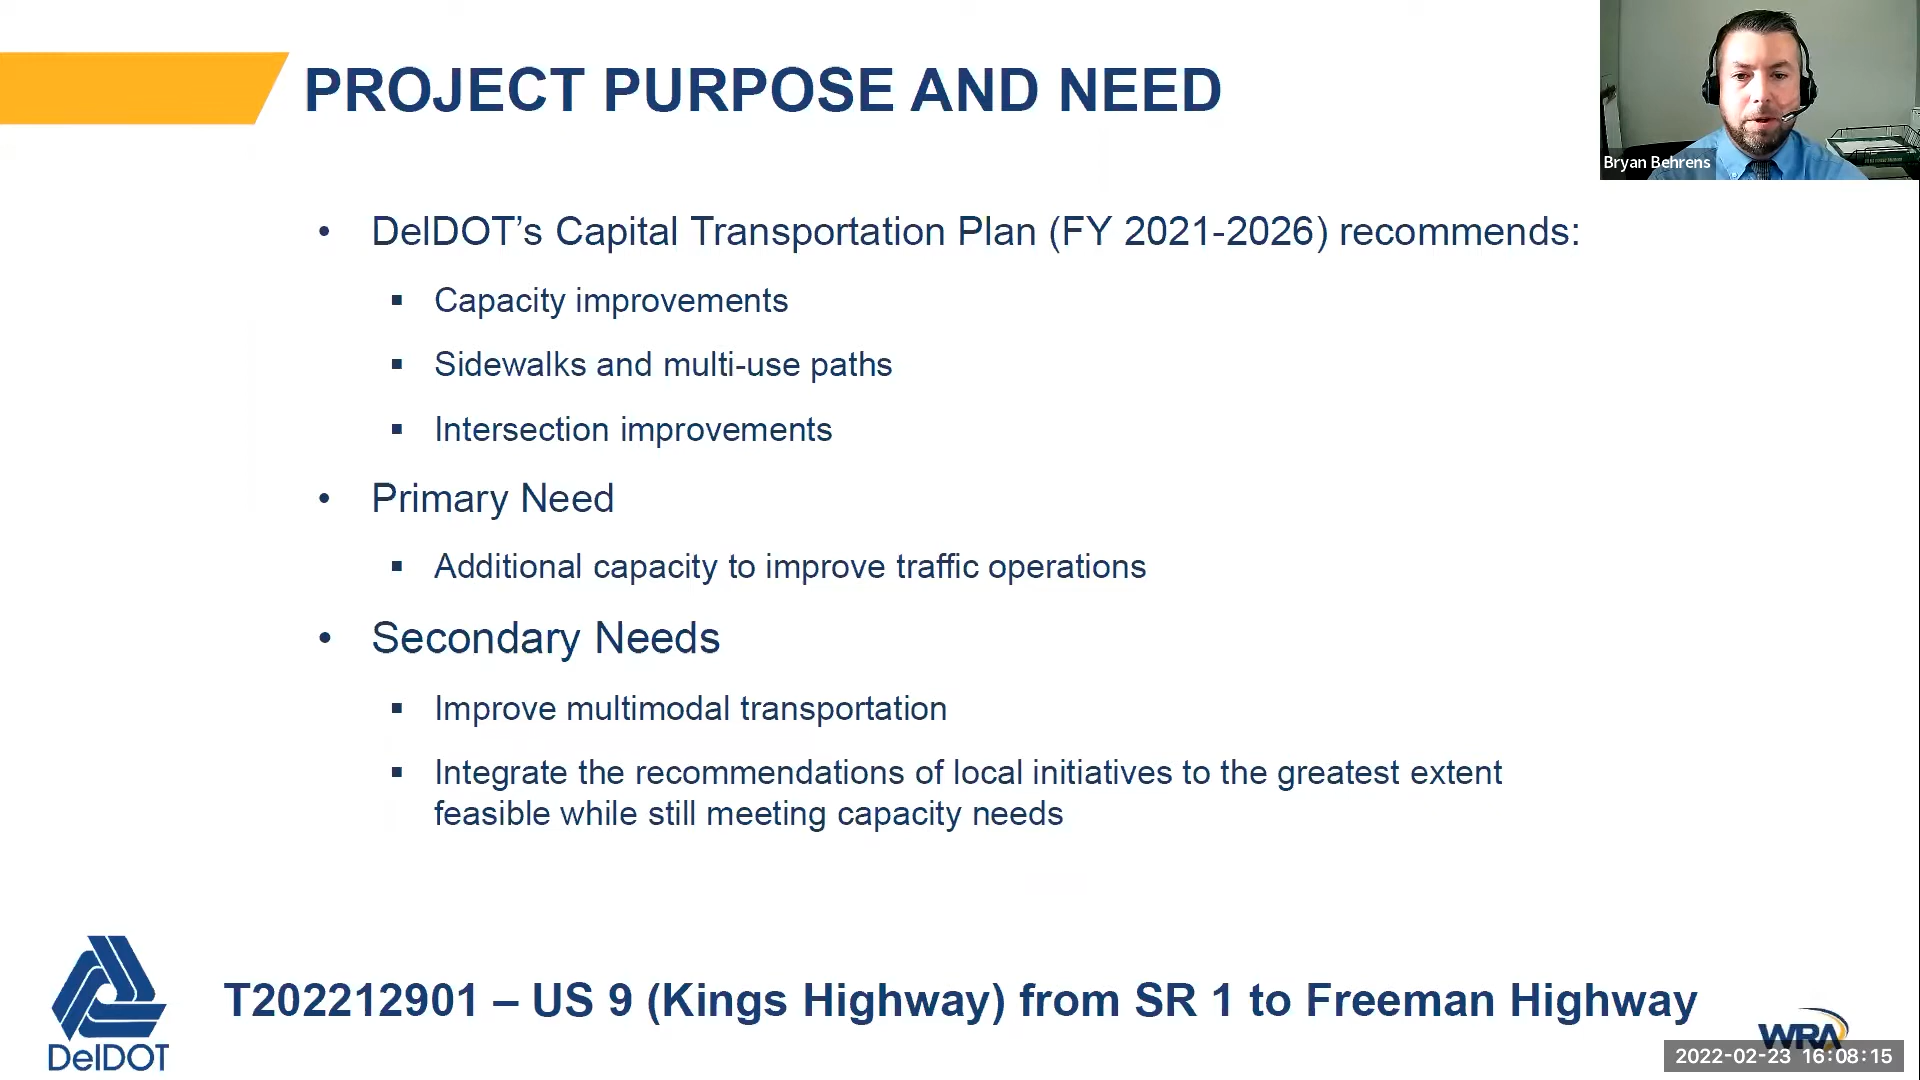 PROJECT PURPOSE AND NEED
Bryan Behrens
• DelDOT’s Capital Transportation Plan (FY 2021-2026) recommends:
▪ Capacity improvements
▪ Sidewalks and multi-use paths
▪ Intersection improvements
• Primary Need
▪ Additional capacity to improve traffic operations
• Secondary Needs
▪ Improve multimodal transportation
▪ Integrate the recommendations of local initiatives to the greatest extent
feasible while still meeting capacity needs
DelDOT
T202212901 – US 9 (Kings Highway) from SR 1 to Freeman Highway
WRA
2022-02-23 16:08:15